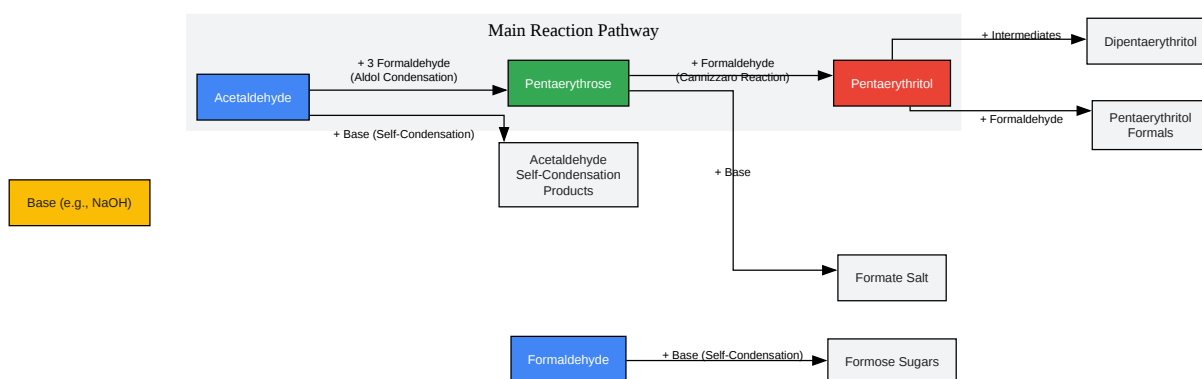 Main Reaction Pathway
+ Intermediates
Dipentaerythritol
+ 3 Formaldehyde
(Aldol Condensation)
+ Formaldehyde
(Cannizzaro Reaction)
Acetaldehyde
Pentaerythrose
Pentaerythritol
+ Formaldehyde
Pentaerythritol
Formals
+ Base (Self-Condensation)
Acetaldehyde
Self-Condensation
Products
+ Base
Base (e.g., NaOH)
Formate Salt
Formaldehyde
+ Base (Self-Condensation)
Formose Sugars